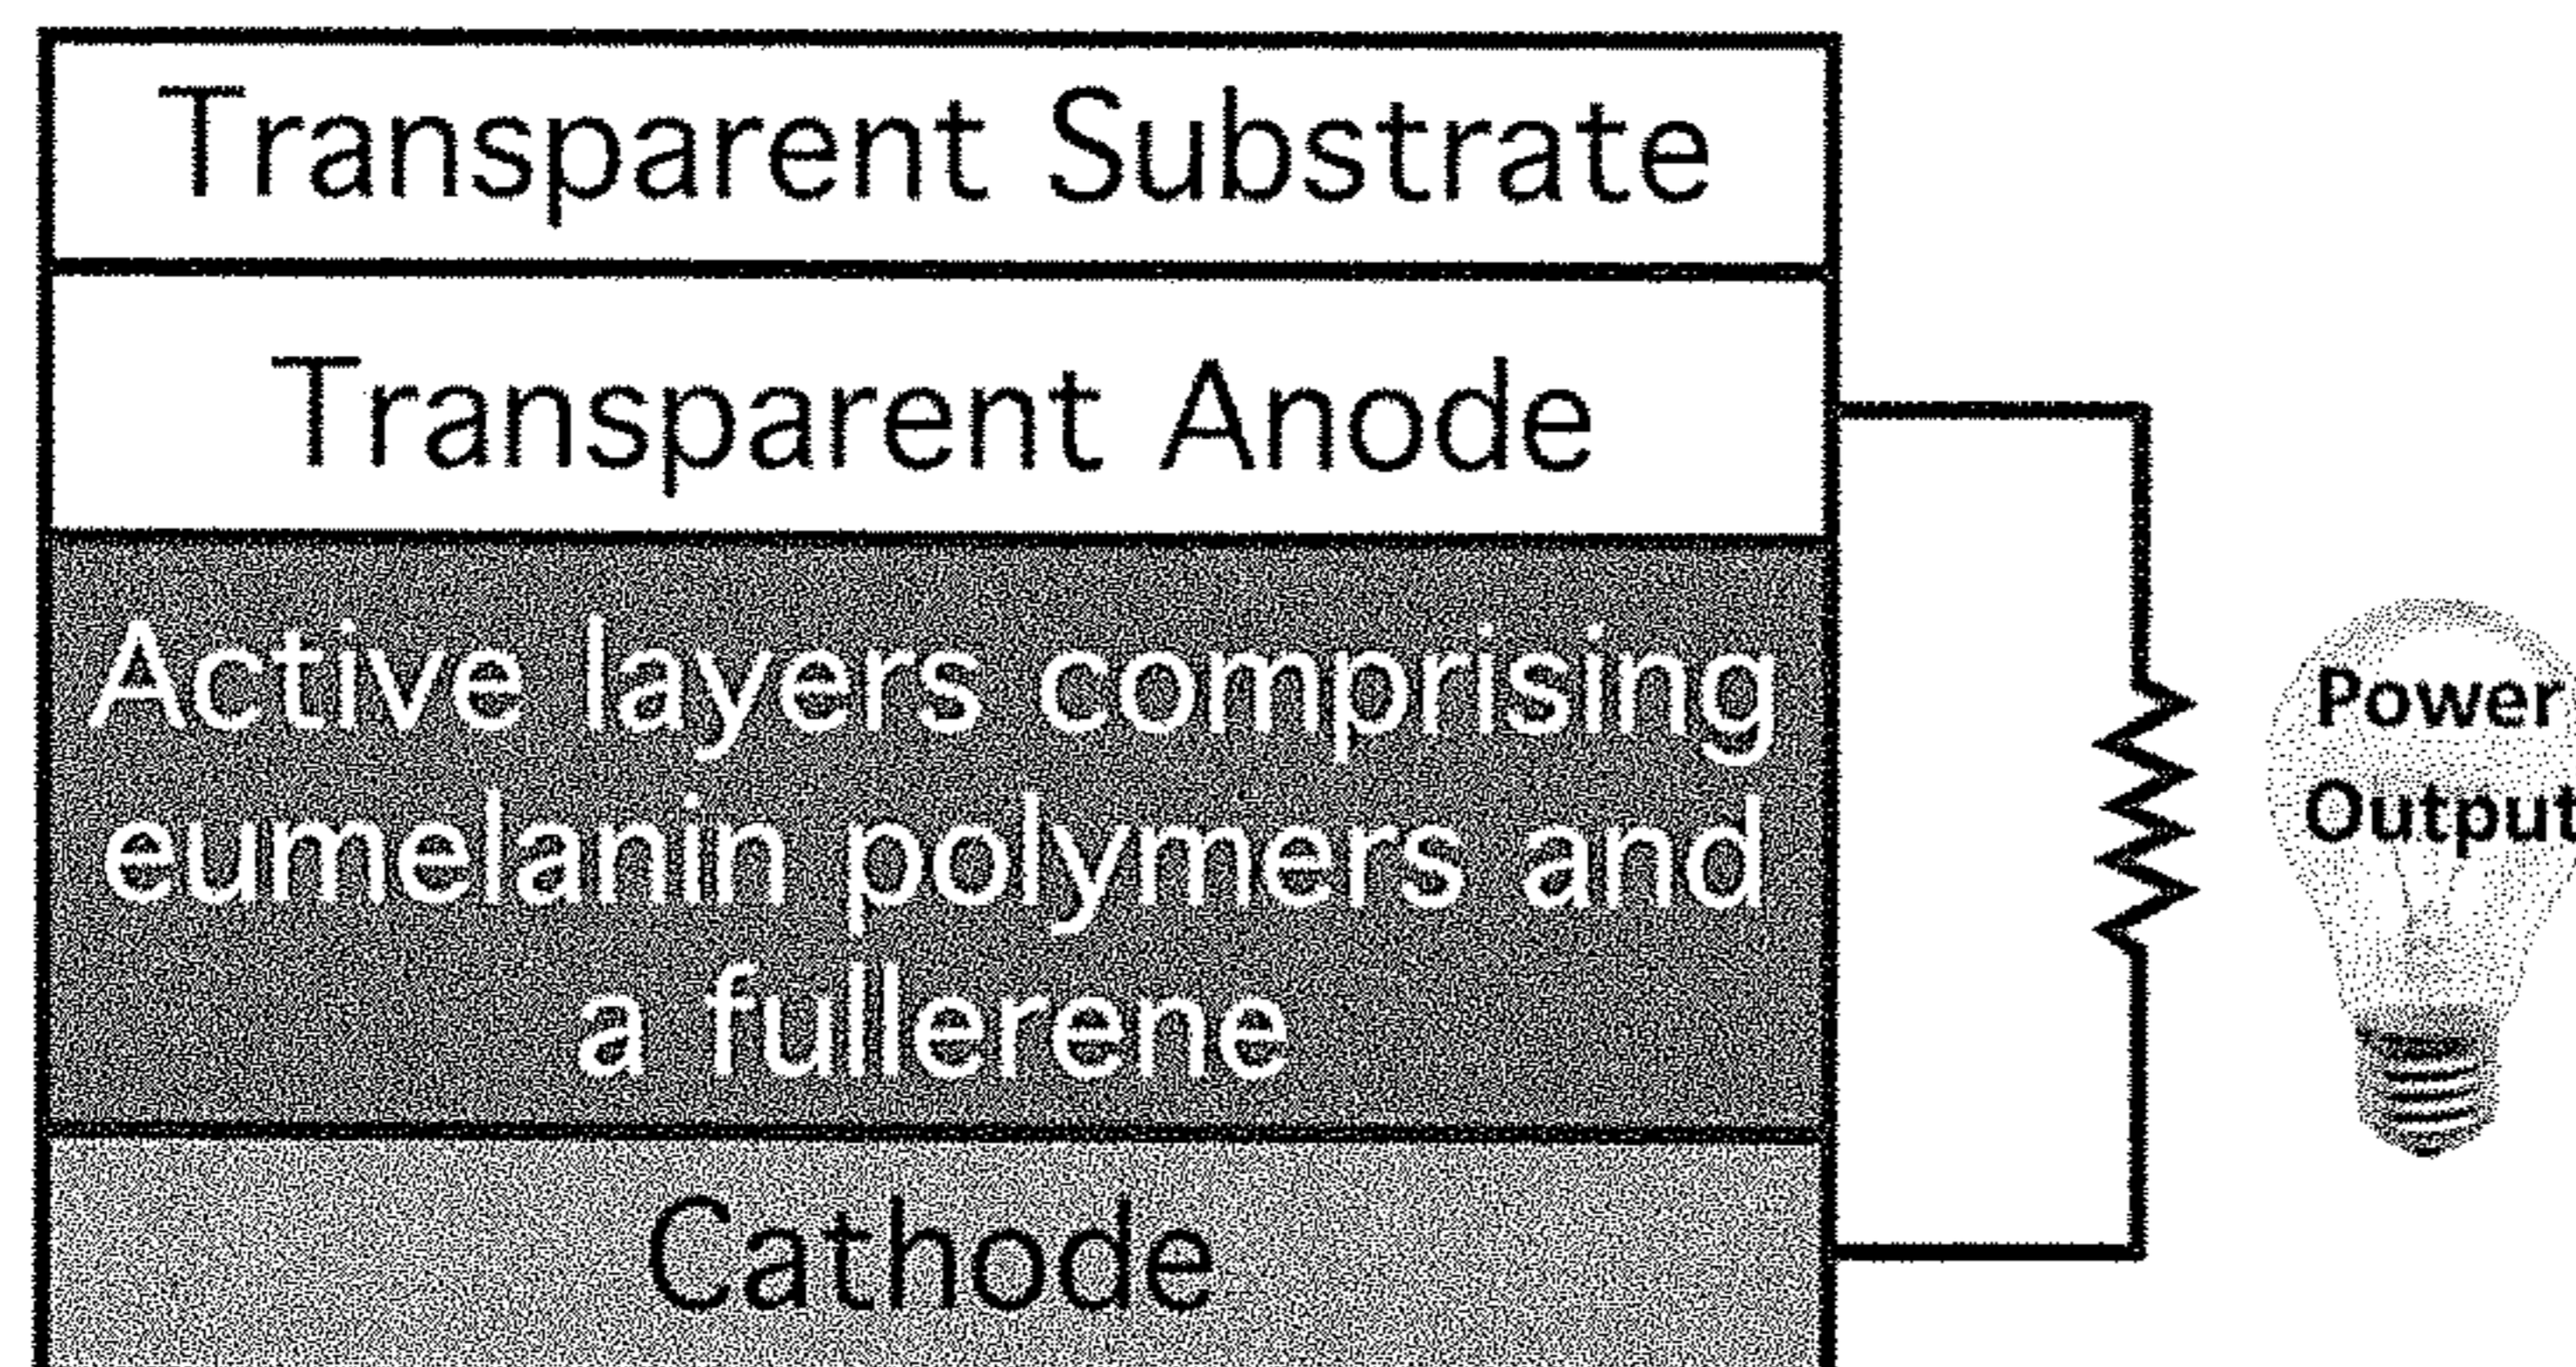 Transparent Substrate
Transparent Anode
Active layers comprising
eumelanin polymers and
a fullerene
Cathode
Power
Output